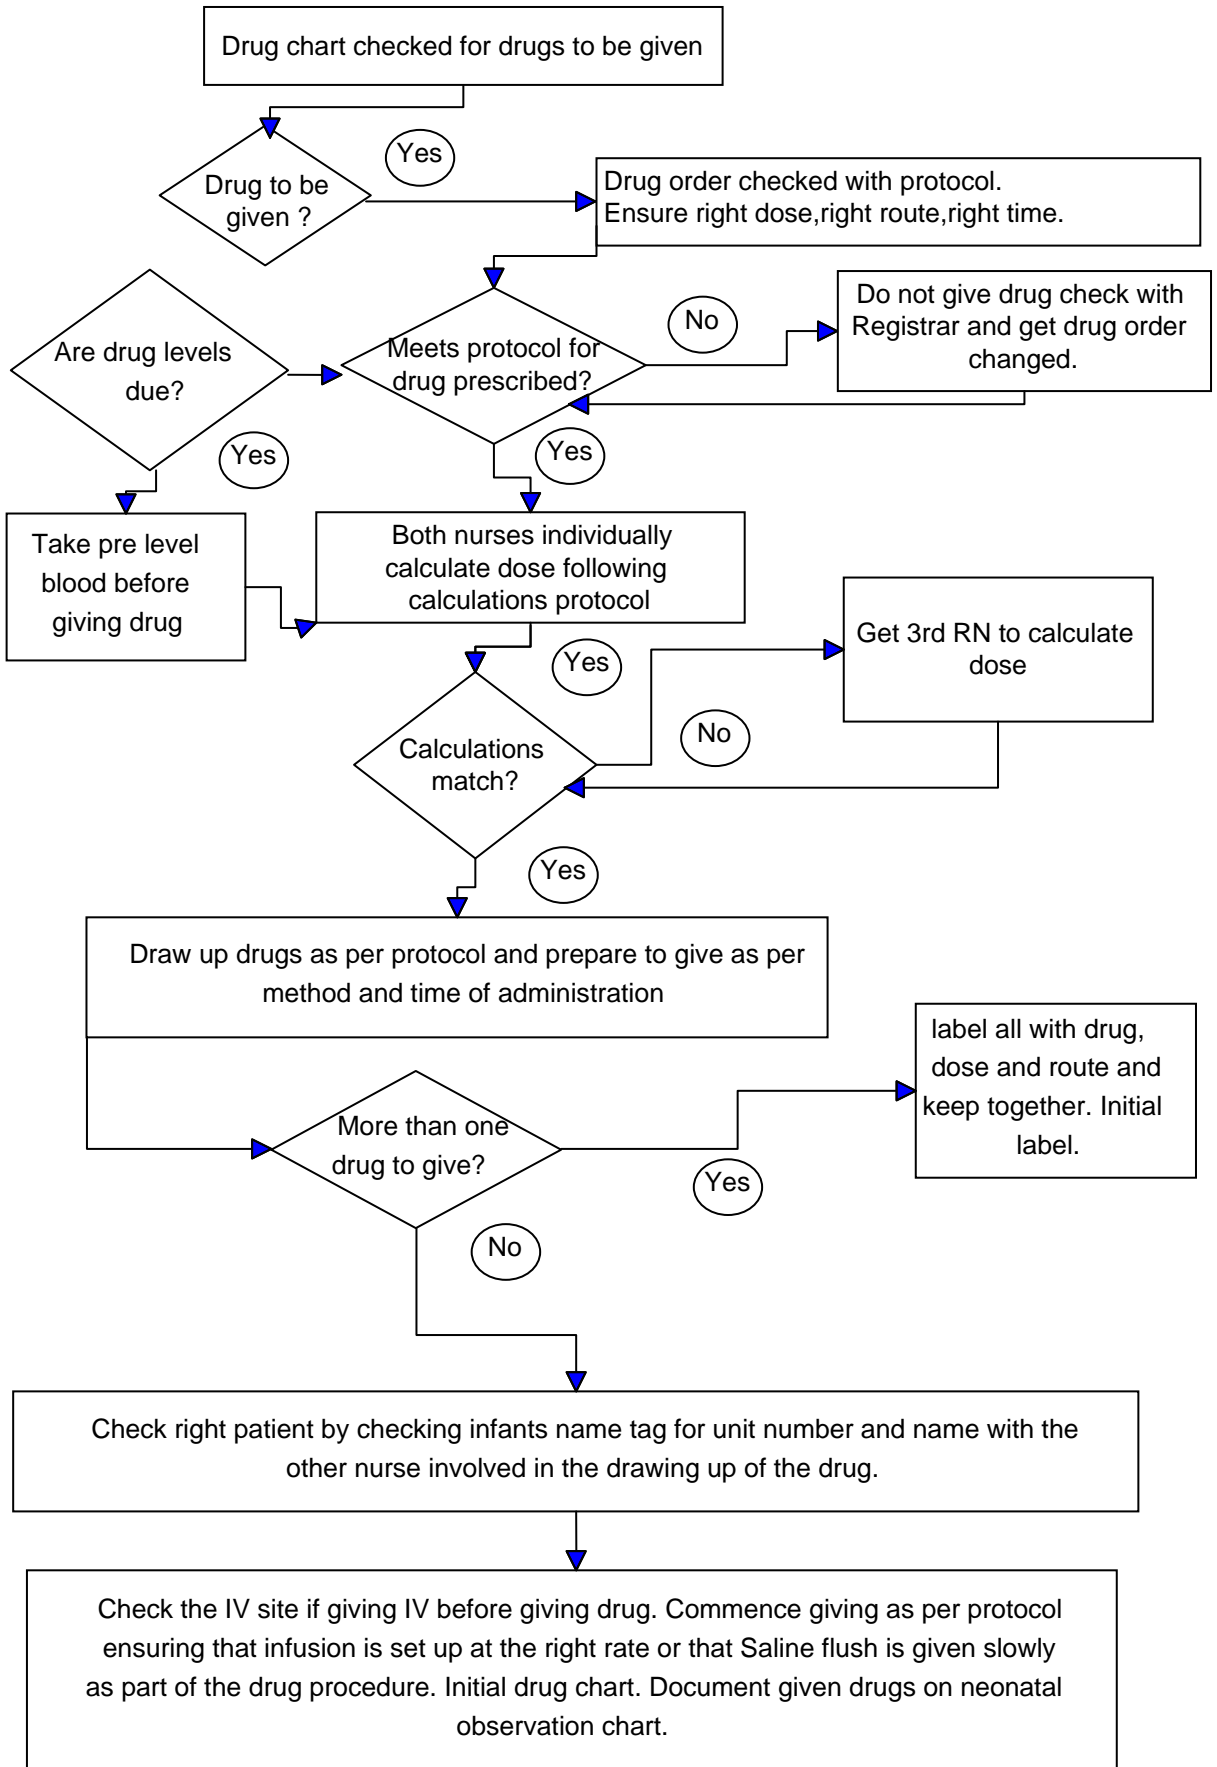 Drug chart checked for drugs to be given
Yes
Drug to be
given ?
Drug order checked with protocol.
Ensure right dose,right route,right time.
Are drug levels
due?
Meets protocol for
drug prescribed?
No
Do not give drug check with
Registrar and get drug order
changed.
Yes
Yes
Take pre level
blood before
giving drug
Both nurses individually
calculate dose following
calculations protocol
Yes
Get 3rd RN to calculate
dose
Calculations
match?
No
Yes
Draw up drugs as per protocol and prepare to give as per
method and time of administration
label all with drug,
dose and route and
keep together. Initial
label.
More than one
drug to give?
Yes
No
Check right patient by checking infants name tag for unit number and name with the
other nurse involved in the drawing up of the drug.
Check the IV site if giving IV before giving drug. Commence giving as per protocol
ensuring that infusion is set up at the right rate or that Saline flush is given slowly
as part of the drug procedure. Initial drug chart. Document given drugs on neonatal
observation chart.